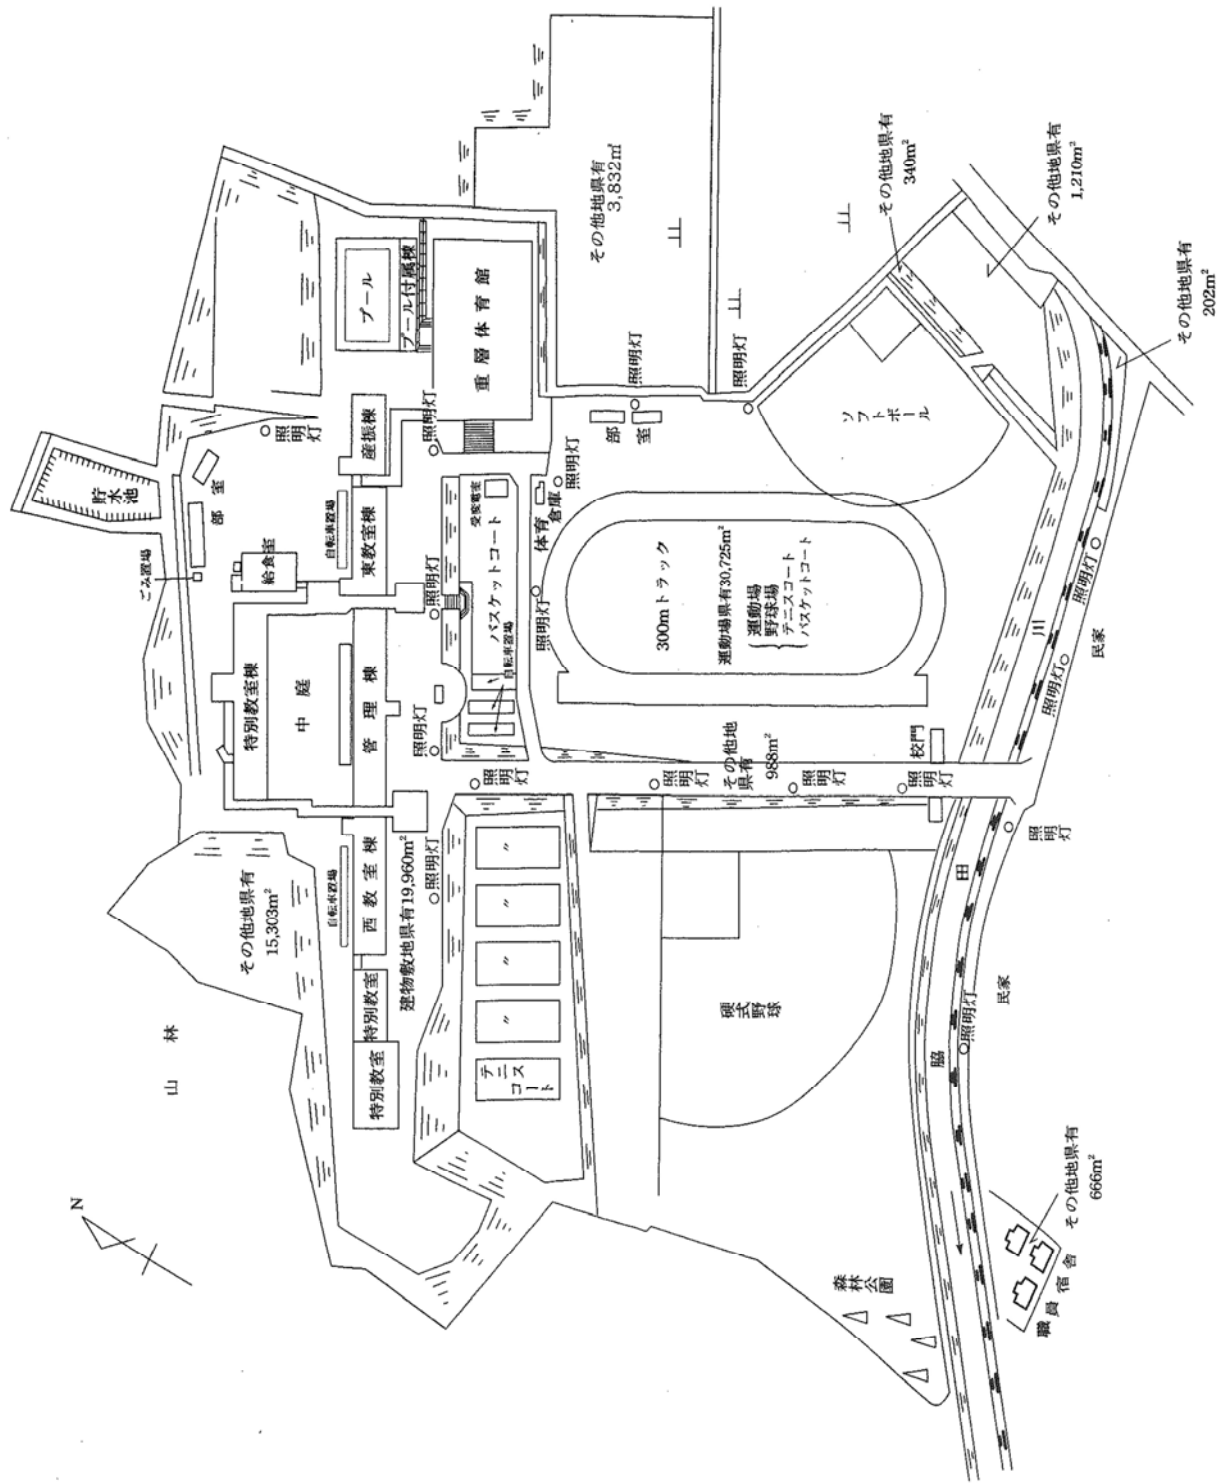 その他地県有
3,832㎡
その他地県有
340m²
その他地県有
1,210m²
その他地県有
202m²
プール
プール付属棟
重層体育館
照明灯
照明灯
照明灯
産振棟
照明灯
部室
照明灯
ソフトボール
貯水池
部室
ごみ置場
給食室
自転車置場
東教室棟
受変電室
バスケットコート
自転車置場
体育倉庫
照明灯
照明灯
300mトラック
運動場県有30,725m²
運動場
野球場
テニスコート
バスケットコート
川
照明灯
照明灯
民家
特別教室棟
中庭
管理棟
照明灯
照明灯
照明灯
その他地
県有
988m²
照明灯
校門
照明灯
照明灯
その他地県有
15,303m²
自転車置場
西教室棟
建物敷地県有19,960m²
照明灯
〃
〃
〃
〃
テニスコート
田
特別教室
特別教室
硬式野球
脇
照明灯
民家
山林
N
森林公園
その他地県有
666m²
職員宿舎